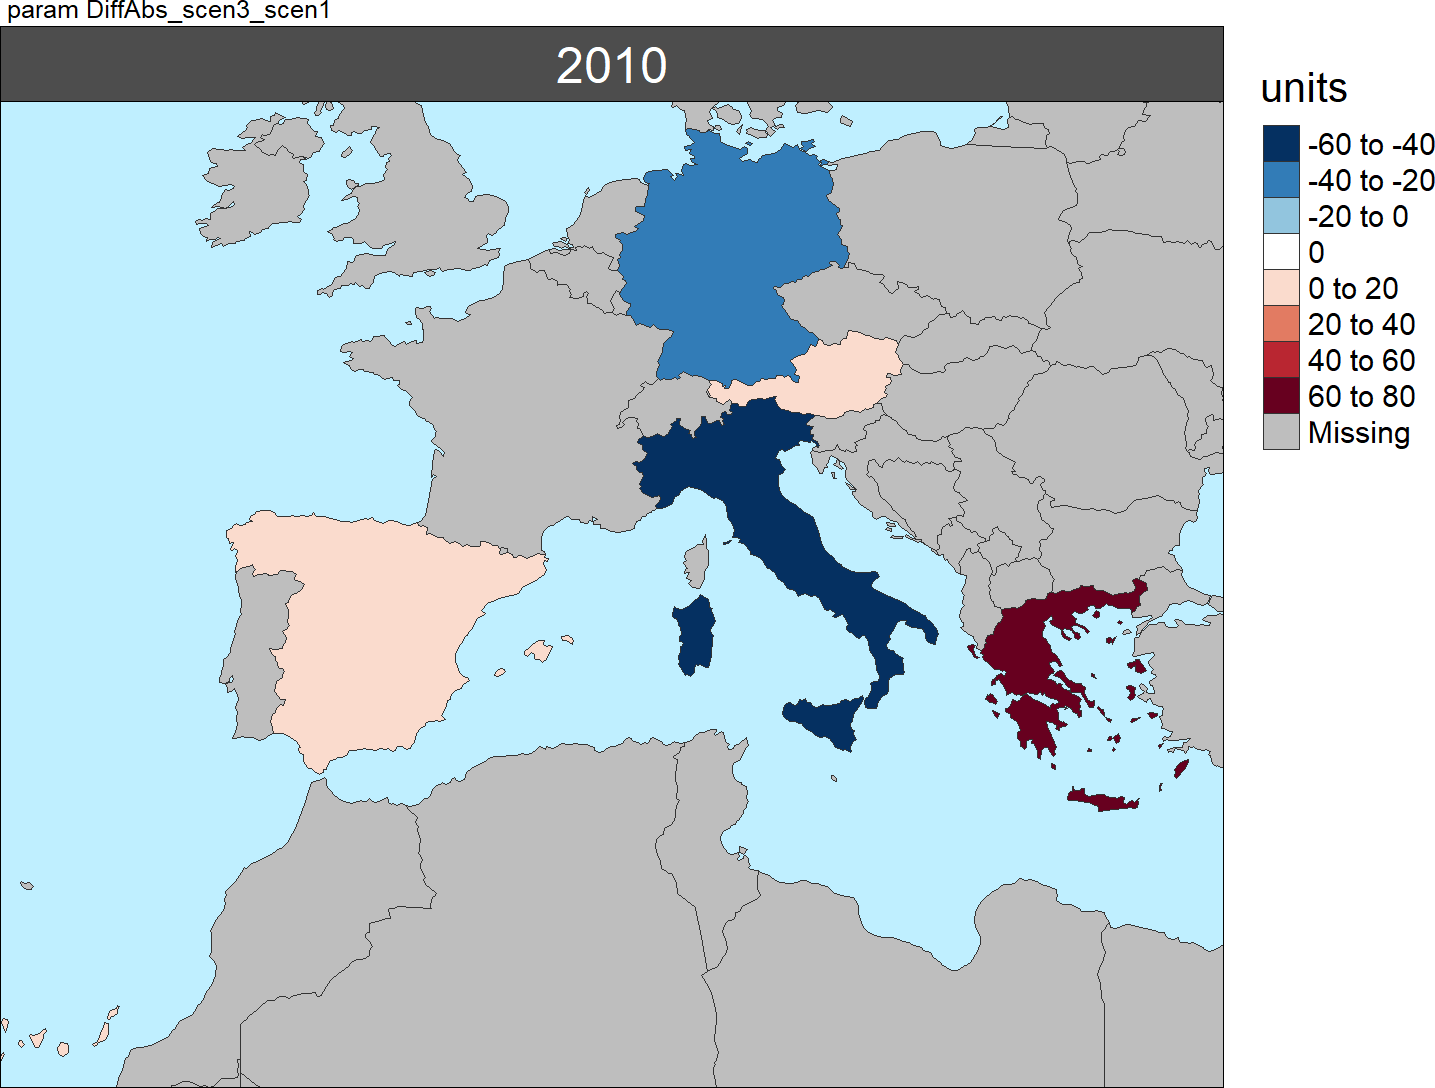 param DiffAbs_scen3_scen1
2010
units
-60 to -40
-40 to -20
-20 to 0
0
0 to 20
20 to 40
40 to 60
60 to 80
Missing